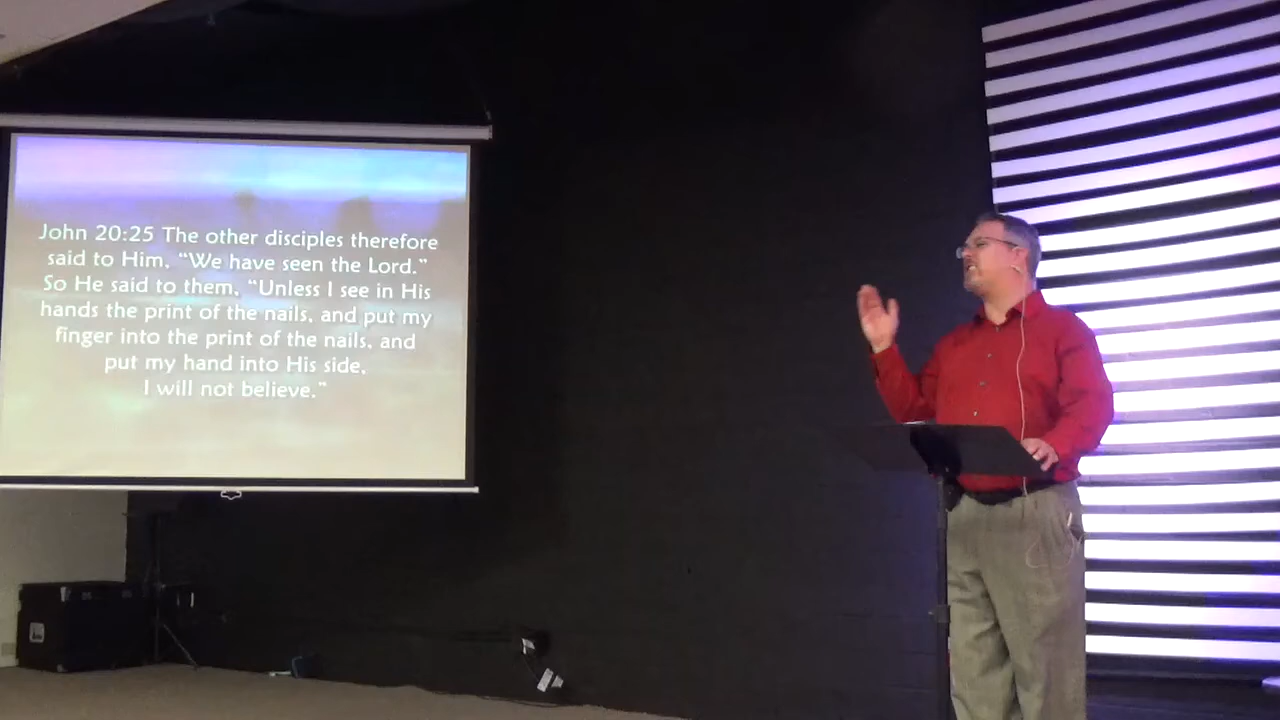 John 20:25 The other disciples therefore
said to Him, “We have seen the Lord.”
So He said to them, “Unless I see in His
hands the print of the nails, and put my
finger into the print of the nails, and
put my hand into His side,
I will not believe.”